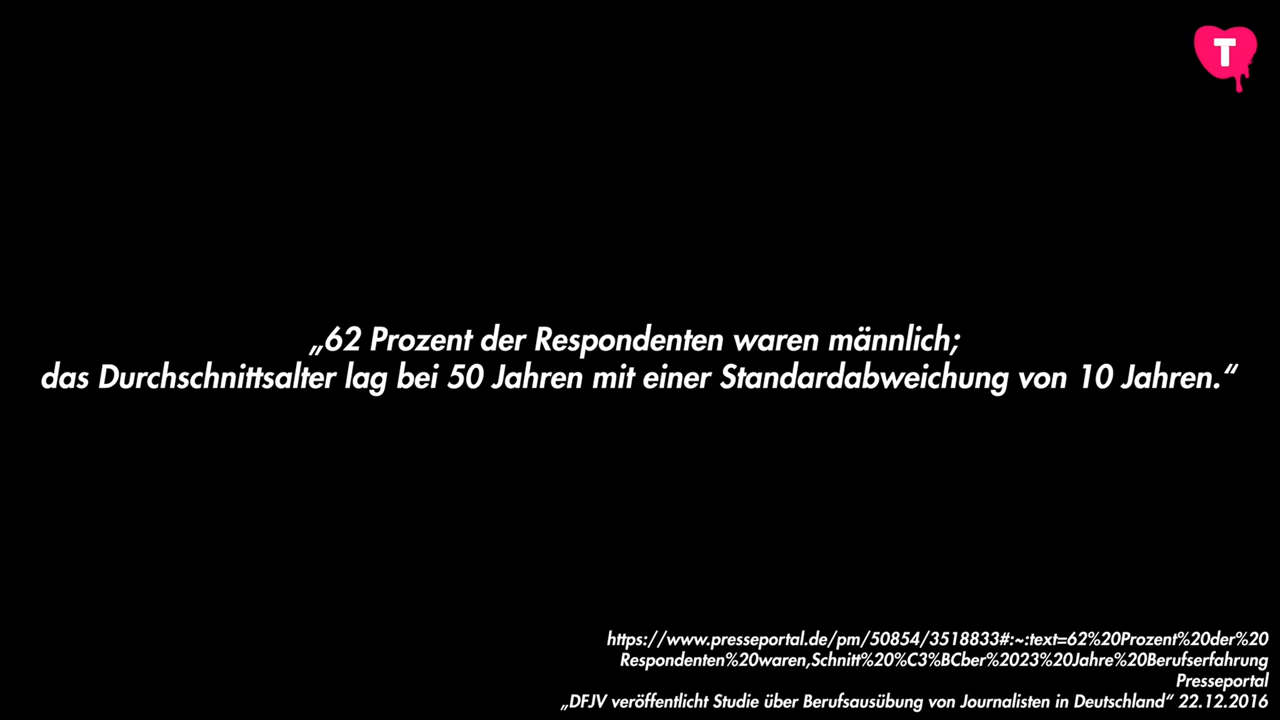 T
„62 Prozent der Respondenten waren männlich;
das Durchschnittsalter lag bei 50 Jahren mit einer Standardabweichung von 10 Jahren.“
https://www.presseportal.de/pm/50854/3518833#:~:text=62%20Prozent%20der%20
Respondenten%20waren,Schnitt%20%C3%BCber%2023%20Jahre%20Berufserfahrung
Presseportal
„DFJV veröffentlicht Studie über Berufsausübung von Journalisten in Deutschland“ 22.12.2016